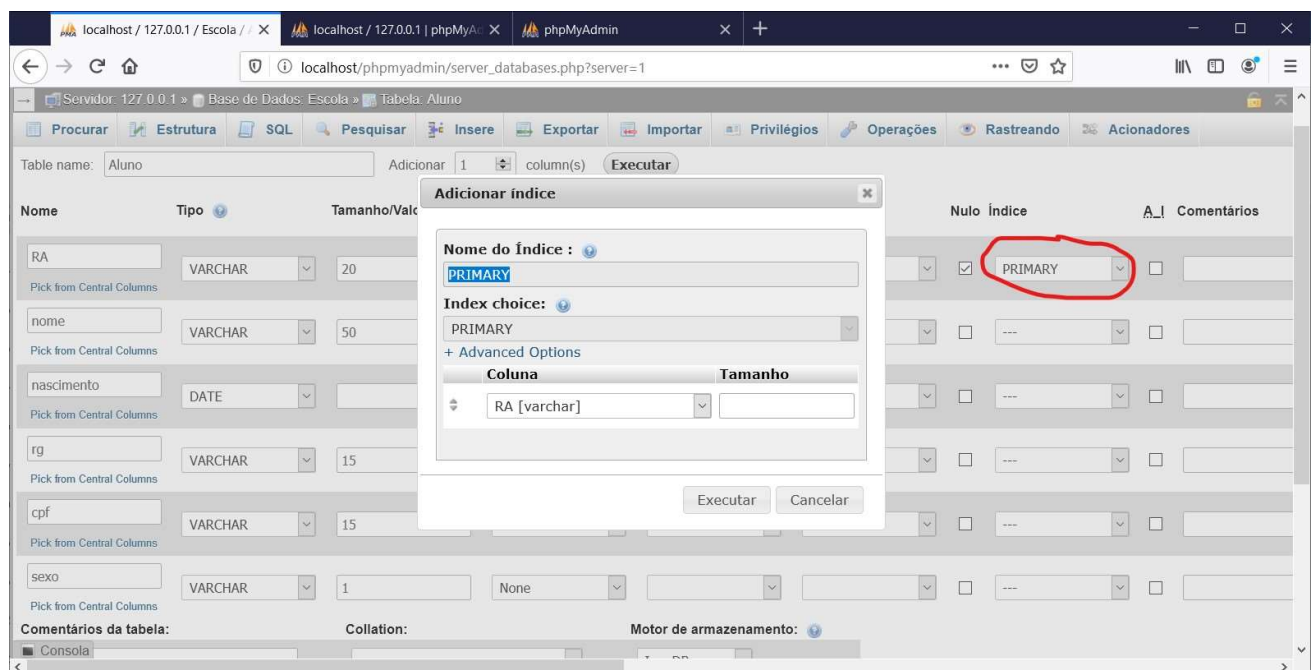 localhost / 127.0.0.1 / Escola / localhost / 127.0.0.1 | phpMyAd phpMyAdmin
localhost/phpmyadmin/server_databases.php?server=1
Servidor: 127.0.0.1 » Base de Dados: Escola » Tabela: Aluno
Procurar Estrutura SQL Pesquisar Insere Exportar Importar Privilégios Operações Rastreando Acionadores
Table name: Aluno Adicionar 1 column(s) Executar
Adicionar índice
Nome Tipo Tamanho/Valo Nulo Índice A_I Comentários
Nome do Índice :
RA VARCHAR 20 PRIMARY PRIMARY
Pick from Central Columns
Index choice:
nome VARCHAR 50 PRIMARY ---
Pick from Central Columns
+ Advanced Options
Coluna Tamanho
nascimento DATE RA [varchar] ---
Pick from Central Columns
rg VARCHAR 15 ---
Pick from Central Columns
Executar Cancelar
cpf VARCHAR 15 ---
Pick from Central Columns
sexo VARCHAR 1 None ---
Pick from Central Columns
Comentários da tabela: Collation: Motor de armazenamento:
Consola